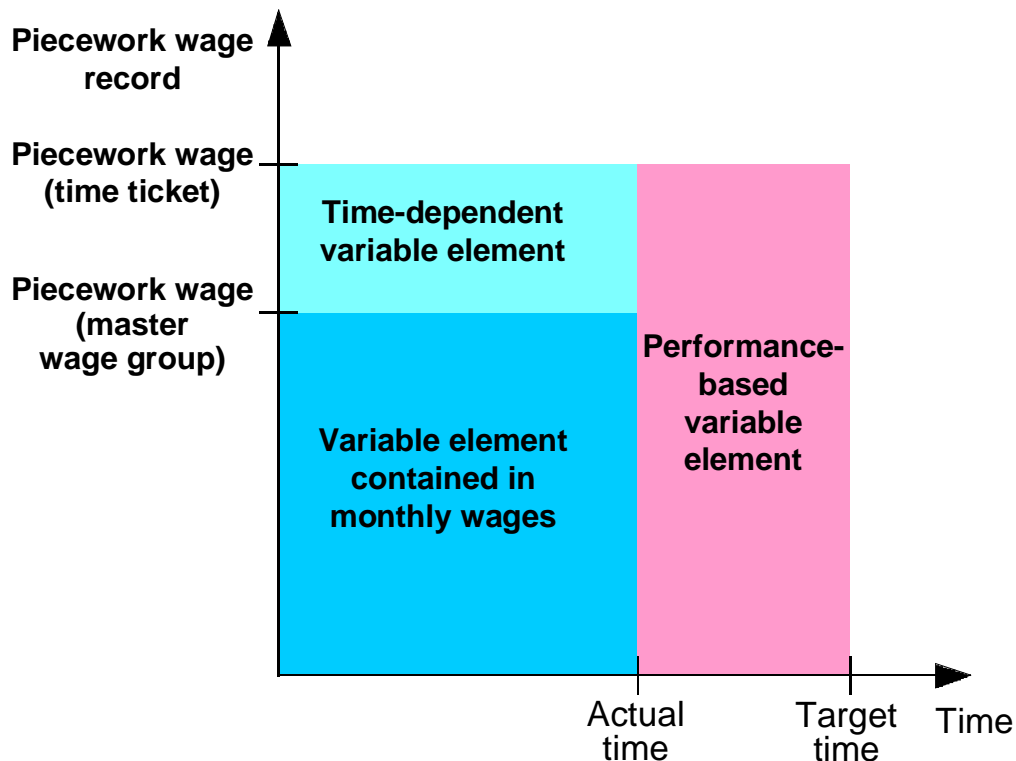 Piecework wage
record
Piecework wage
(time ticket)
Time-dependent
variable element
Piecework wage
(master
wage group)
Performance-
based
variable
element
Variable element
contained in
monthly wages
Actual
time
Target
time
Time